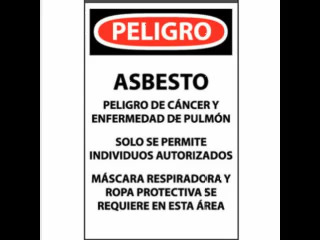 PELIGRO
ASBESTO
PELIGRO DE CÁNCER Y
ENFERMEDAD DE PULMÓN
SOLO SE PERMITE
INDIVIDUOS AUTORIZADOS
MÁSCARA RESPIRADORA Y
ROPA PROTECTIVA SE
REQUIERE EN ESTA ÁREA